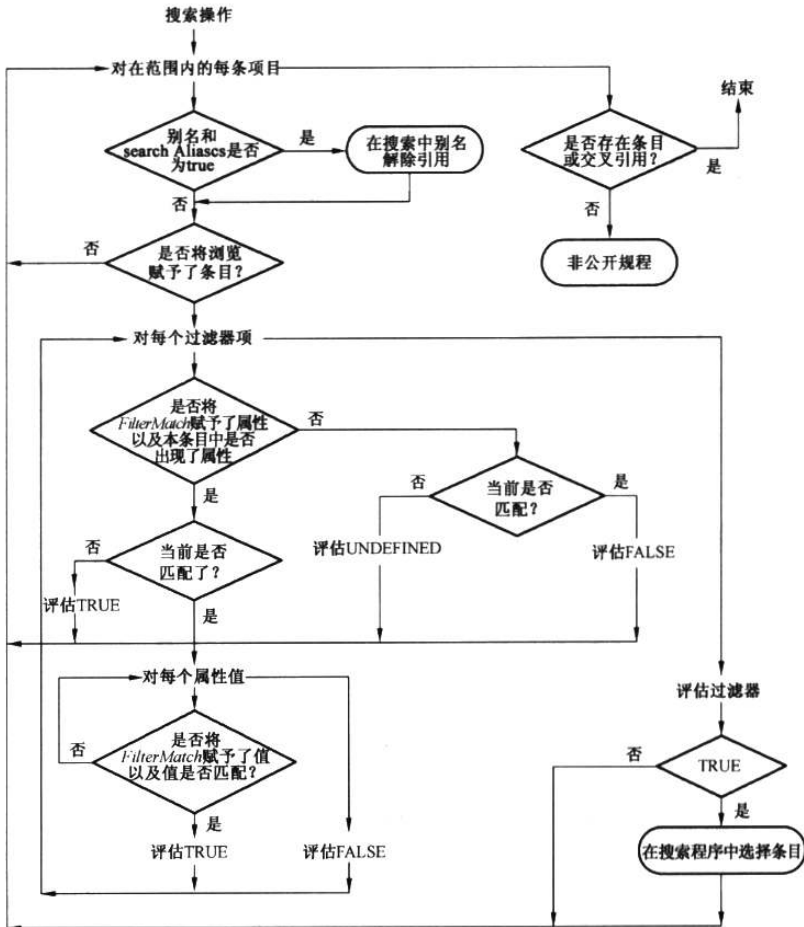 搜索操作
对在范围内的每条项目
结束
别名和
search Aliascs是否
为true
是
在搜索中别名
解除引用
是否存在条目
或交叉引用？
是
否
否
否
是否将浏览
赋予了条目？
非公开规程
对每个过滤器项
是否将
FilterMatch赋予了属性
以及本条目中是否
出现了属性
否
是
否
当前是否
匹配？
是
否
当前是否
匹配了？
评估UNDEFINED
评估FALSE
评估TRUE
是
对每个属性值
评估过滤器
是否将
FilterMatch赋予了值
以及值是否匹配？
否
否
TRUE
是
是
评估TRUE
评估FALSE
在搜索程序中选择条目